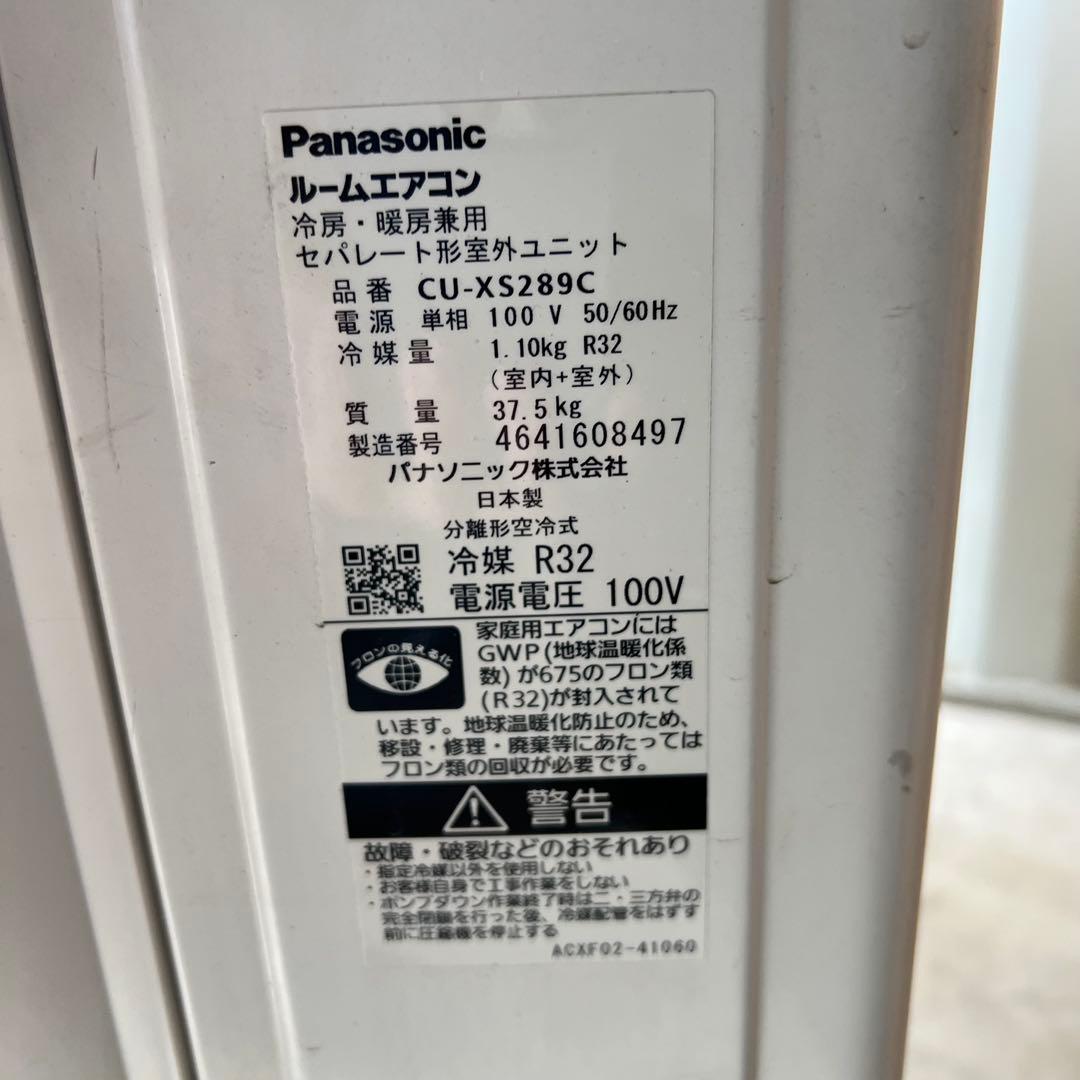 Panasonic
ルームエアコン
冷房・暖房兼用
セパレート形室外ユニット
品番 CU-XS289C
電源 単相 100 V 50/60Hz
冷媒量 1.10kg R32
(室内+室外)
質量 37.5kg
製造番号 4641608497
パナソニック株式会社
日本製
分離形空冷式
冷媒 R32
電源電圧 100V
フロンの見える化
家庭用エアコンには
GWP(地球温暖化係
数)が675のフロン類
(R32)が封入されて
います。地球温暖化防止のため、
移設・修理・廃棄等にあたっては
フロン類の回収が必要です。
警告
故障・破裂などのおそれあり
・指定冷媒以外を使用しない
・お客様自身で工事作業をしない
・ポンプダウン作業終了時は二・三方弁の
完全閉鎖を行った後、冷媒配管をはずす
前に圧縮機を停止する
ACXF02-41060